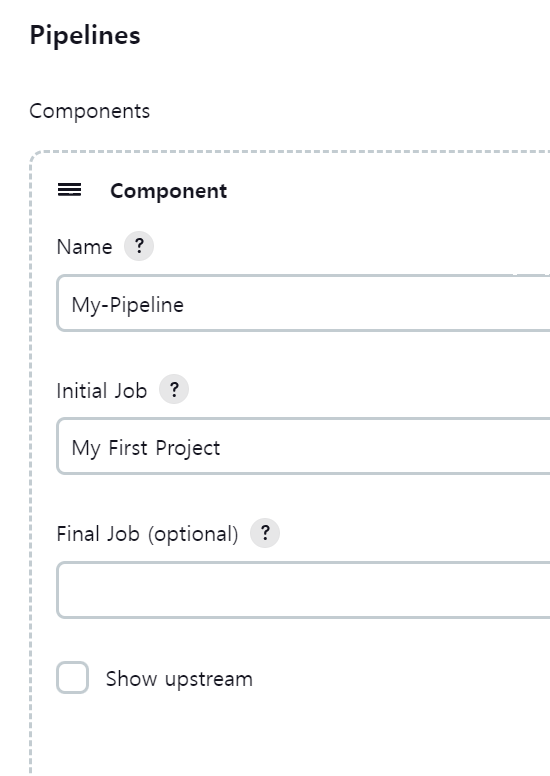 Pipelines
Components
Component
Name ?
My-Pipeline
Initial Job ?
My First Project
Final Job (optional) ?
Show upstream